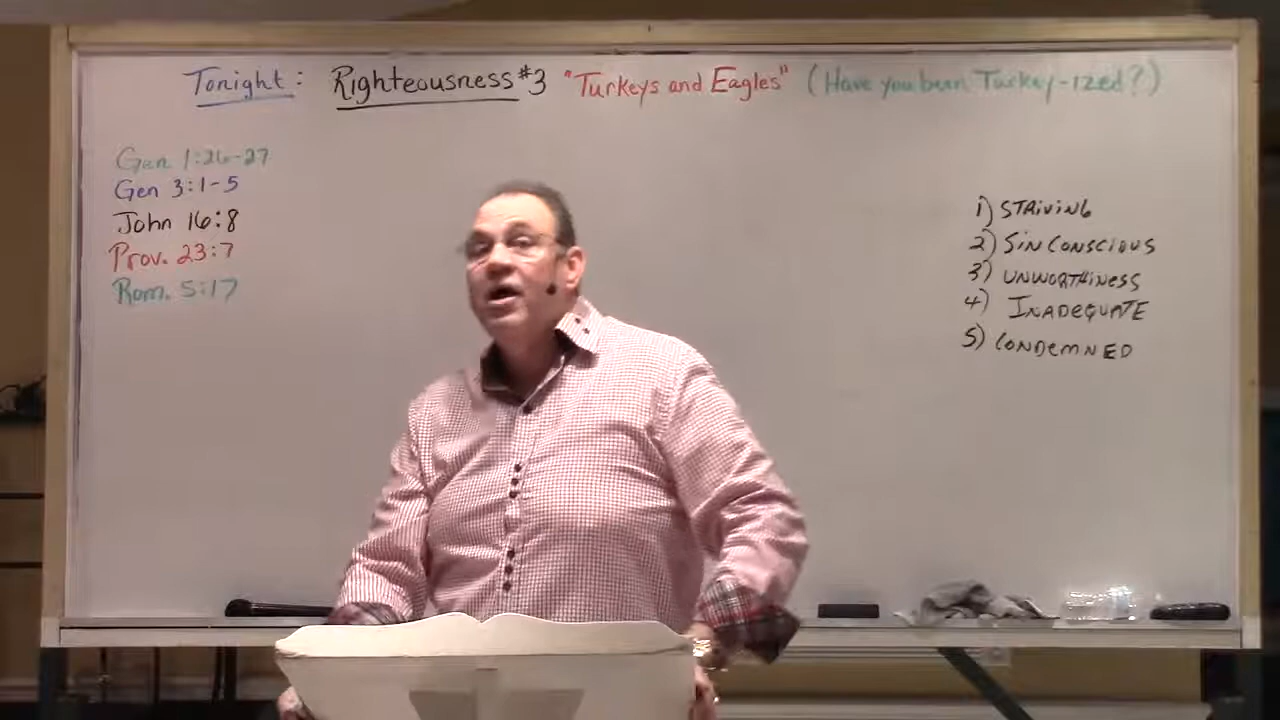 Tonight: Righteousness #3 "Turkeys and Eagles" (Have you been Turkey-ized?)
Gen 1:26-27
Gen 3:1-5
John 16:8
Prov. 23:7
Rom. 5:17
1) STRIVING
2) SIN CONSCIOUS
3) UNWORTHINESS
4) INADEQUATE
5) CONDEMNED